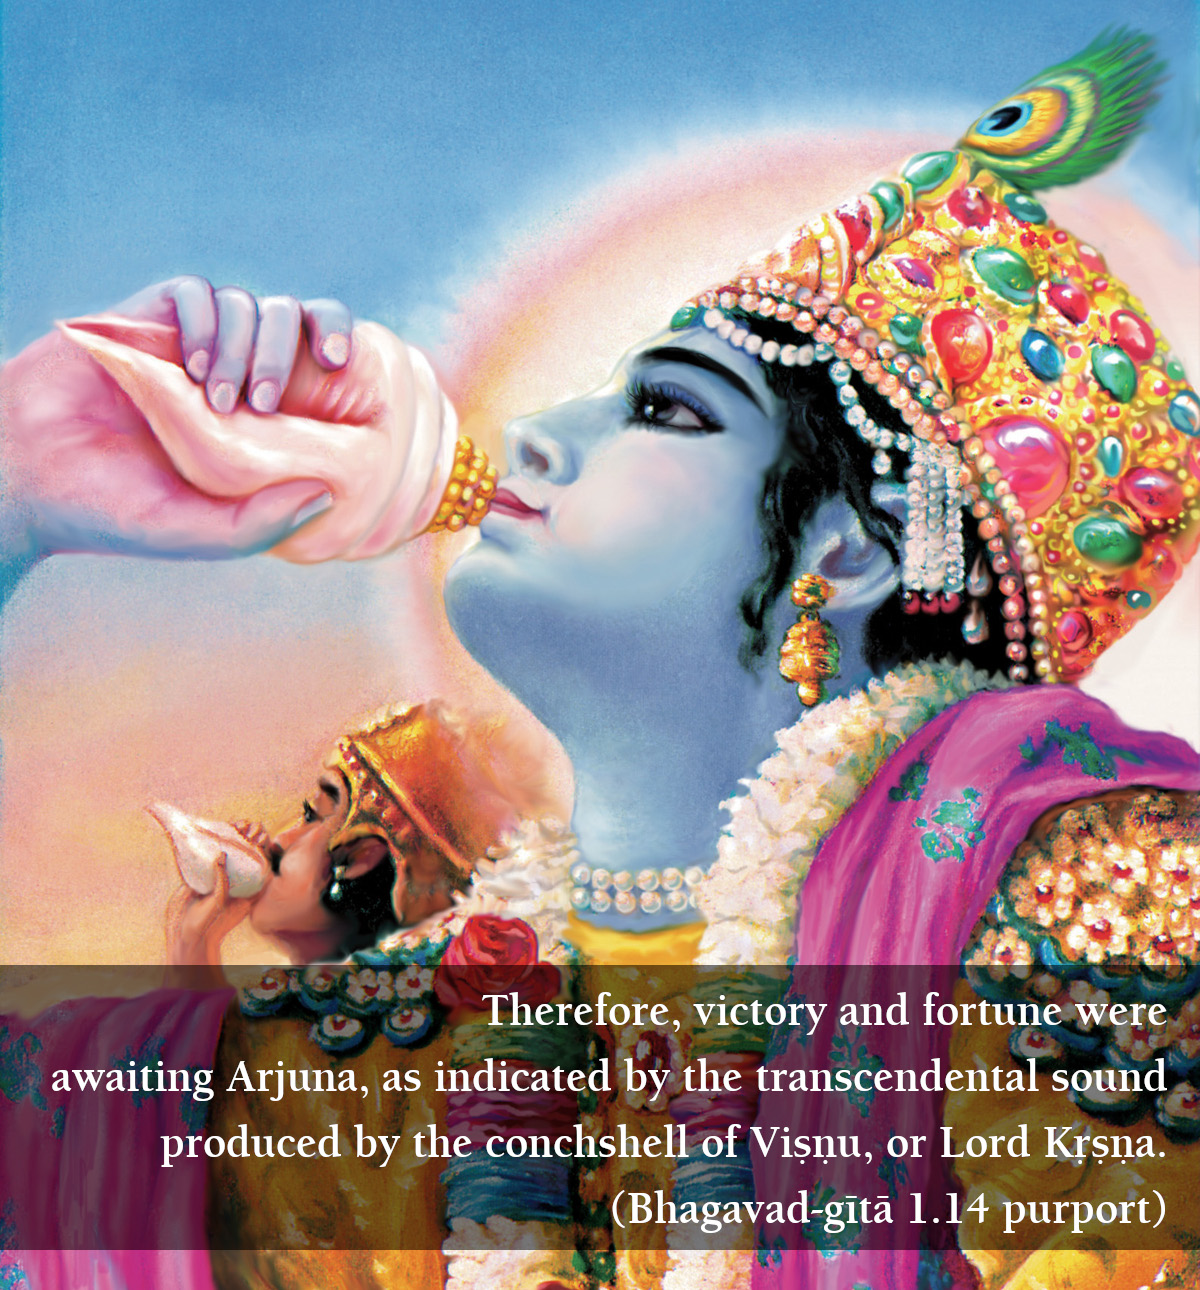 Therefore, victory and fortune were
awaiting Arjuna, as indicated by the transcendental sound
produced by the conchshell of Viṣṇu, or Lord Kṛṣṇa.
(Bhagavad-gītā 1.14 purport)